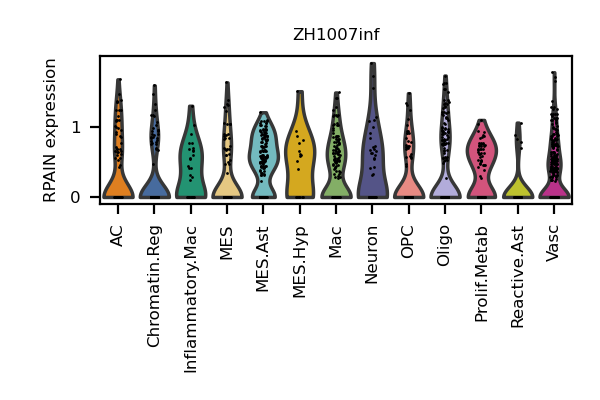 ZH1007inf
RPAIN expression
1
0
AC
Chromatin.Reg
Inflammatory.Mac
MES
MES.Ast
MES.Hyp
Mac
Neuron
OPC
Oligo
Prolif.Metab
Reactive.Ast
Vasc